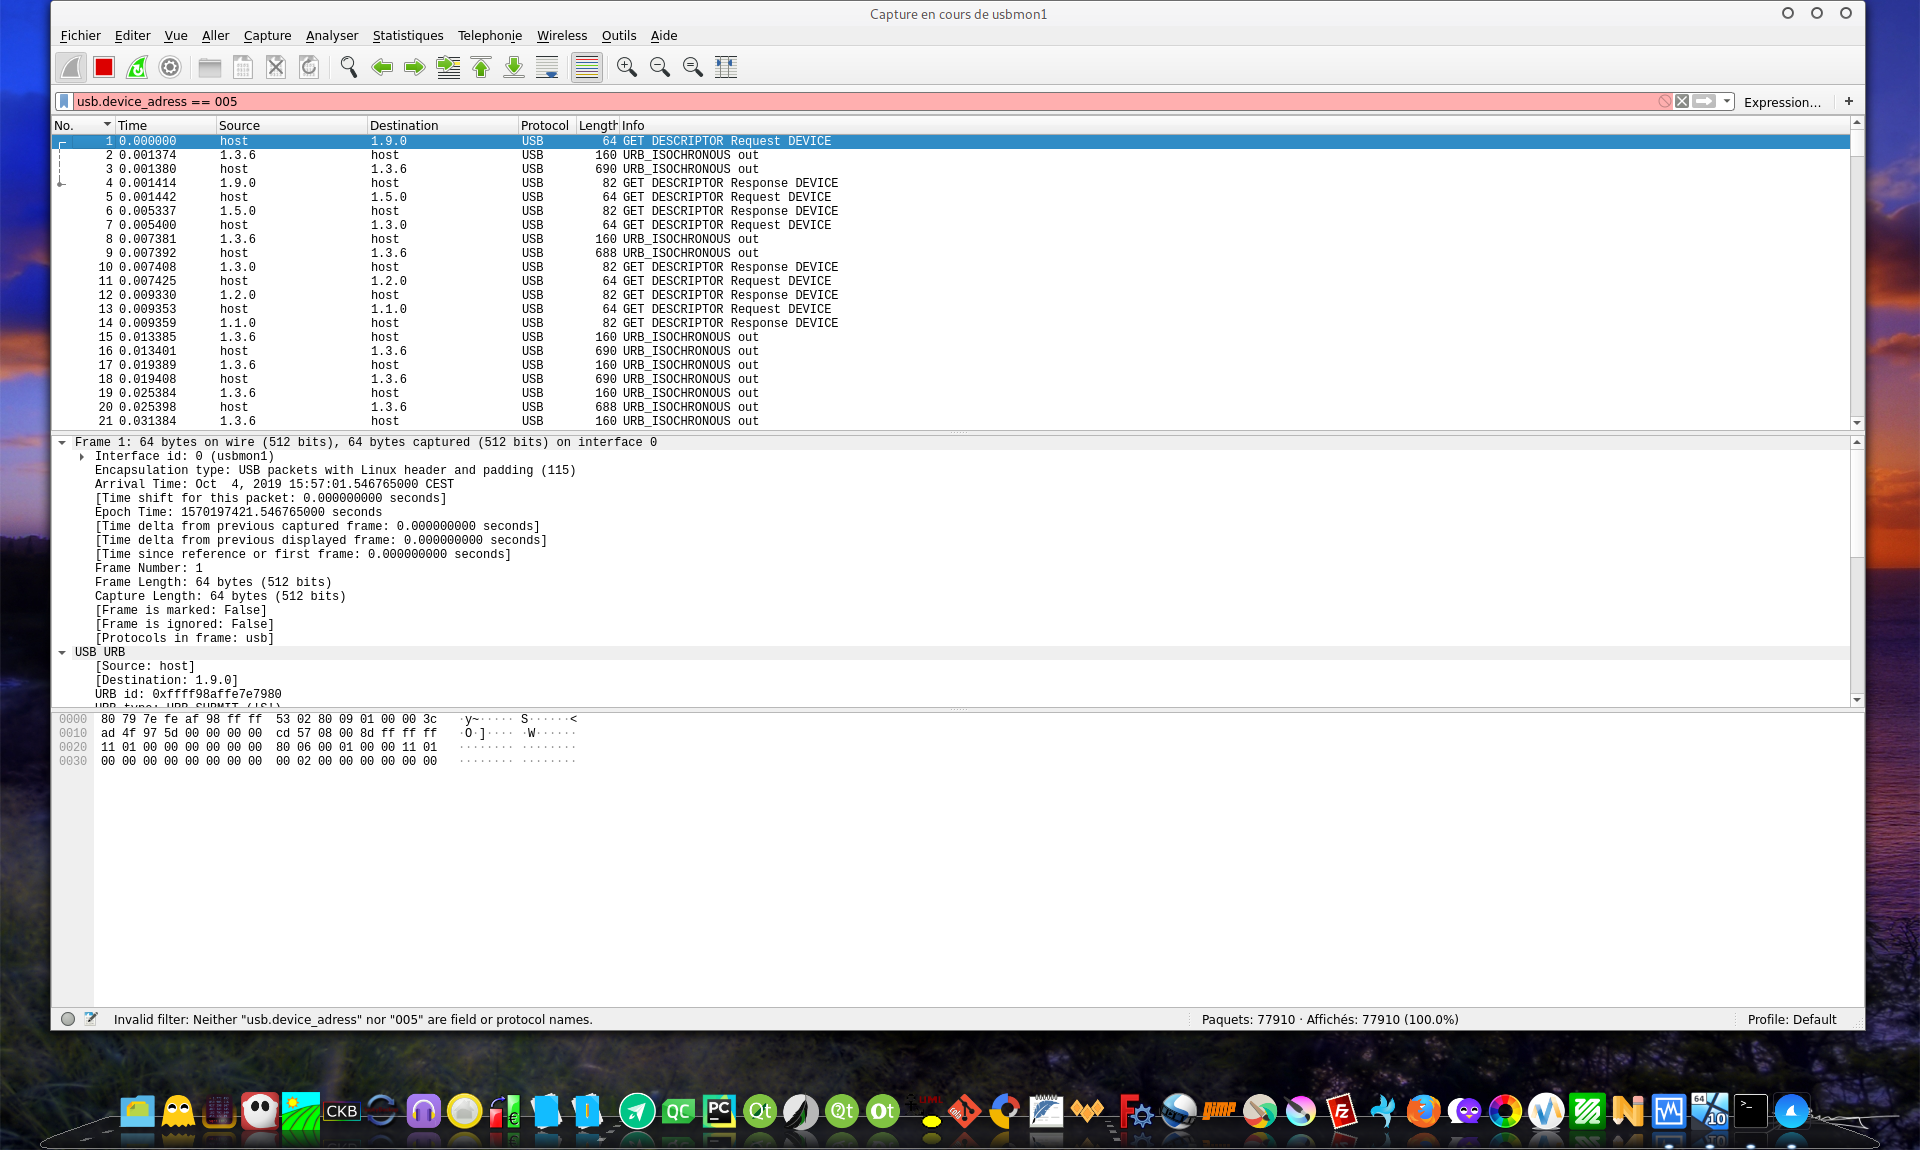 Capture en cours de usbmon1
Fichier Editer Vue Aller Capture Analyser Statistiques Telephonie Wireless Outils Aide
usb.device_adress == 005 Expression… +
No. Time Source Destination Protocol Length Info
1 0.000000 host 1.9.0 USB 64 GET DESCRIPTOR Request DEVICE
2 0.001374 1.3.6 host USB 160 URB_ISOCHRONOUS out
3 0.001380 host 1.3.6 USB 690 URB_ISOCHRONOUS out
4 0.001414 1.9.0 host USB 82 GET DESCRIPTOR Response DEVICE
5 0.001442 host 1.5.0 USB 64 GET DESCRIPTOR Request DEVICE
6 0.005337 1.5.0 host USB 82 GET DESCRIPTOR Response DEVICE
7 0.005400 host 1.3.0 USB 64 GET DESCRIPTOR Request DEVICE
8 0.007381 1.3.6 host USB 160 URB_ISOCHRONOUS out
9 0.007392 host 1.3.6 USB 688 URB_ISOCHRONOUS out
10 0.007408 1.3.0 host USB 82 GET DESCRIPTOR Response DEVICE
11 0.007425 host 1.2.0 USB 64 GET DESCRIPTOR Request DEVICE
12 0.009330 1.2.0 host USB 82 GET DESCRIPTOR Response DEVICE
13 0.009353 host 1.1.0 USB 64 GET DESCRIPTOR Request DEVICE
14 0.009359 1.1.0 host USB 82 GET DESCRIPTOR Response DEVICE
15 0.013385 1.3.6 host USB 160 URB_ISOCHRONOUS out
16 0.013401 host 1.3.6 USB 690 URB_ISOCHRONOUS out
17 0.019389 1.3.6 host USB 160 URB_ISOCHRONOUS out
18 0.019408 host 1.3.6 USB 690 URB_ISOCHRONOUS out
19 0.025384 1.3.6 host USB 160 URB_ISOCHRONOUS out
20 0.025398 host 1.3.6 USB 688 URB_ISOCHRONOUS out
21 0.031384 1.3.6 host USB 160 URB_ISOCHRONOUS out
Frame 1: 64 bytes on wire (512 bits), 64 bytes captured (512 bits) on interface 0
Interface id: 0 (usbmon1)
Encapsulation type: USB packets with Linux header and padding (115)
Arrival Time: Oct  4, 2019 15:57:01.546765000 CEST
[Time shift for this packet: 0.000000000 seconds]
Epoch Time: 1570197421.546765000 seconds
[Time delta from previous captured frame: 0.000000000 seconds]
[Time delta from previous displayed frame: 0.000000000 seconds]
[Time since reference or first frame: 0.000000000 seconds]
Frame Number: 1
Frame Length: 64 bytes (512 bits)
Capture Length: 64 bytes (512 bits)
[Frame is marked: False]
[Frame is ignored: False]
[Protocols in frame: usb]
USB URB
[Source: host]
[Destination: 1.9.0]
URB id: 0xffff98affe7e7980
URB type: URB_SUBMIT ('S')
0000 80 79 7e fe af 98 ff ff 53 02 80 09 01 00 00 3c ·y~····· S······<
0010 ad 4f 97 5d 00 00 00 00 cd 57 08 00 8d ff ff ff ·O·]···· ·W······
0020 11 01 00 00 00 00 00 00 80 06 00 01 00 00 11 01 ········ ········
0030 00 00 00 00 00 00 00 00 00 02 00 00 00 00 00 00 ········ ········
Invalid filter: Neither "usb.device_adress" nor "005" are field or protocol names. Paquets: 77910 · Affichés: 77910 (100.0%) Profile: Default
CKB € QC PC Qt Qt Ot UML GIMP FZ 64 10 >_